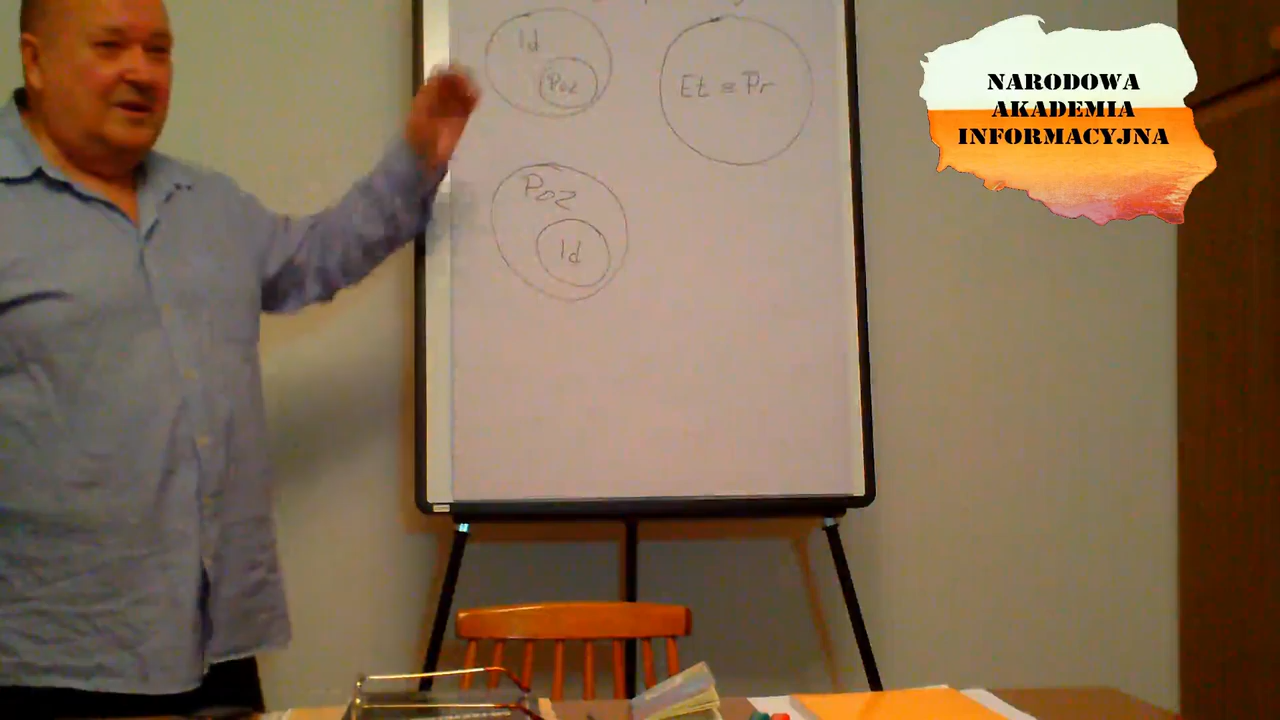 Id
Poz
Et ≡ Pr
Poz
Id
NARODOWA
AKADEMIA
INFORMACYJNA